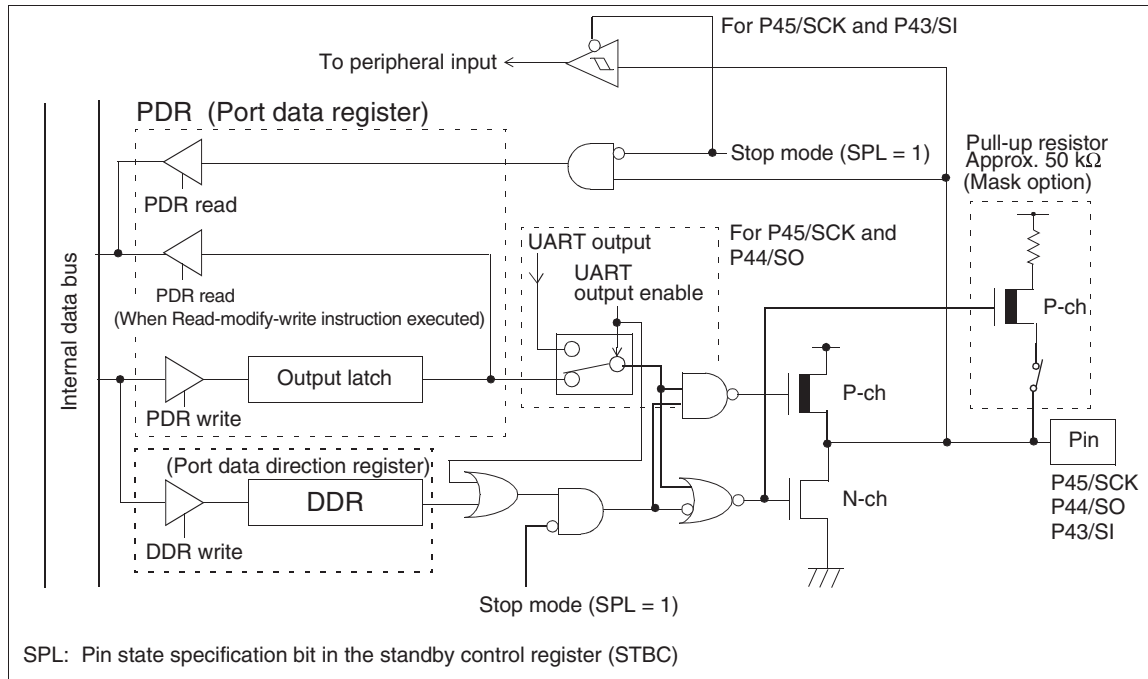 For P45/SCK and P43/SI
To peripheral input
PDR (Port data register)
Stop mode (SPL = 1)
Pull-up resistor
Approx. 50 kΩ
(Mask option)
PDR read
UART output
For P45/SCK and
P44/SO
UART
output enable
PDR read
(When Read-modify-write instruction executed)
P-ch
Internal data bus
Output latch
P-ch
PDR write
Pin
(Port data direction register)
DDR
N-ch
P45/SCK
P44/SO
P43/SI
DDR write
Stop mode (SPL = 1)
SPL: Pin state specification bit in the standby control register (STBC)